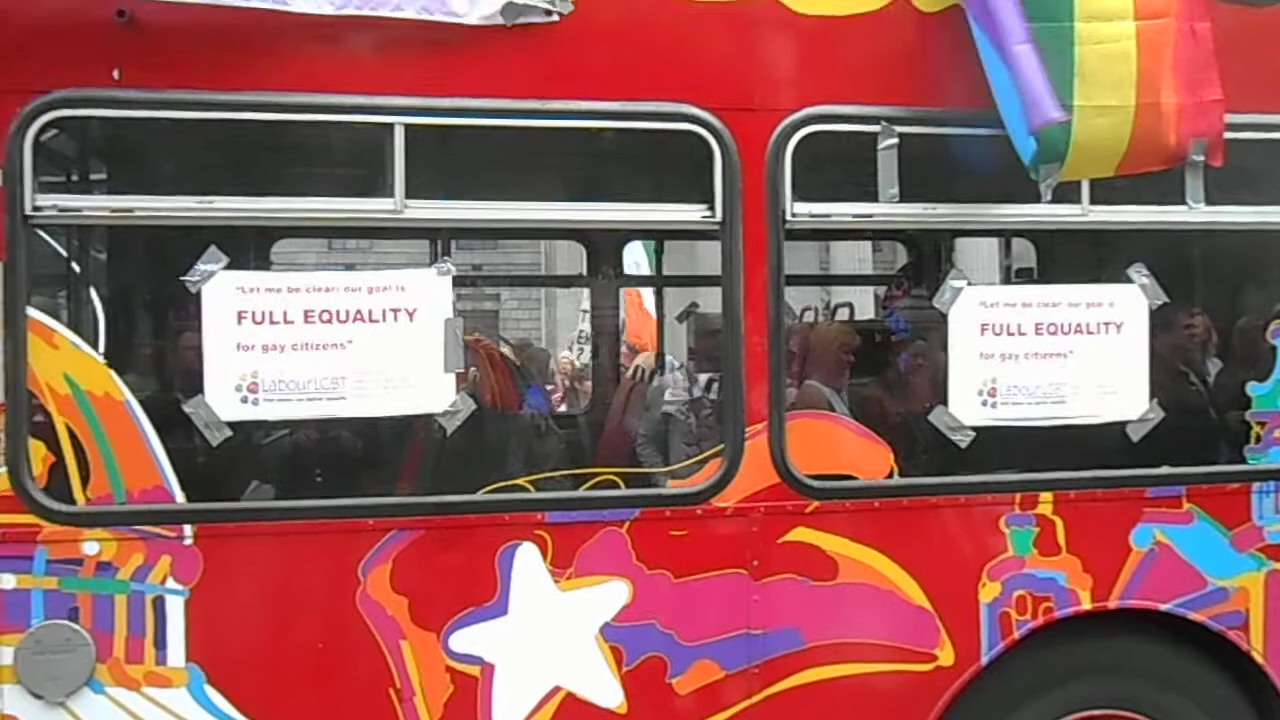 "Let me be clear: our goal is
FULL EQUALITY
for gay citizens"
LabourLGBT
"Let me be clear: our goal is
FULL EQUALITY
for gay citizens"
LabourLGBT